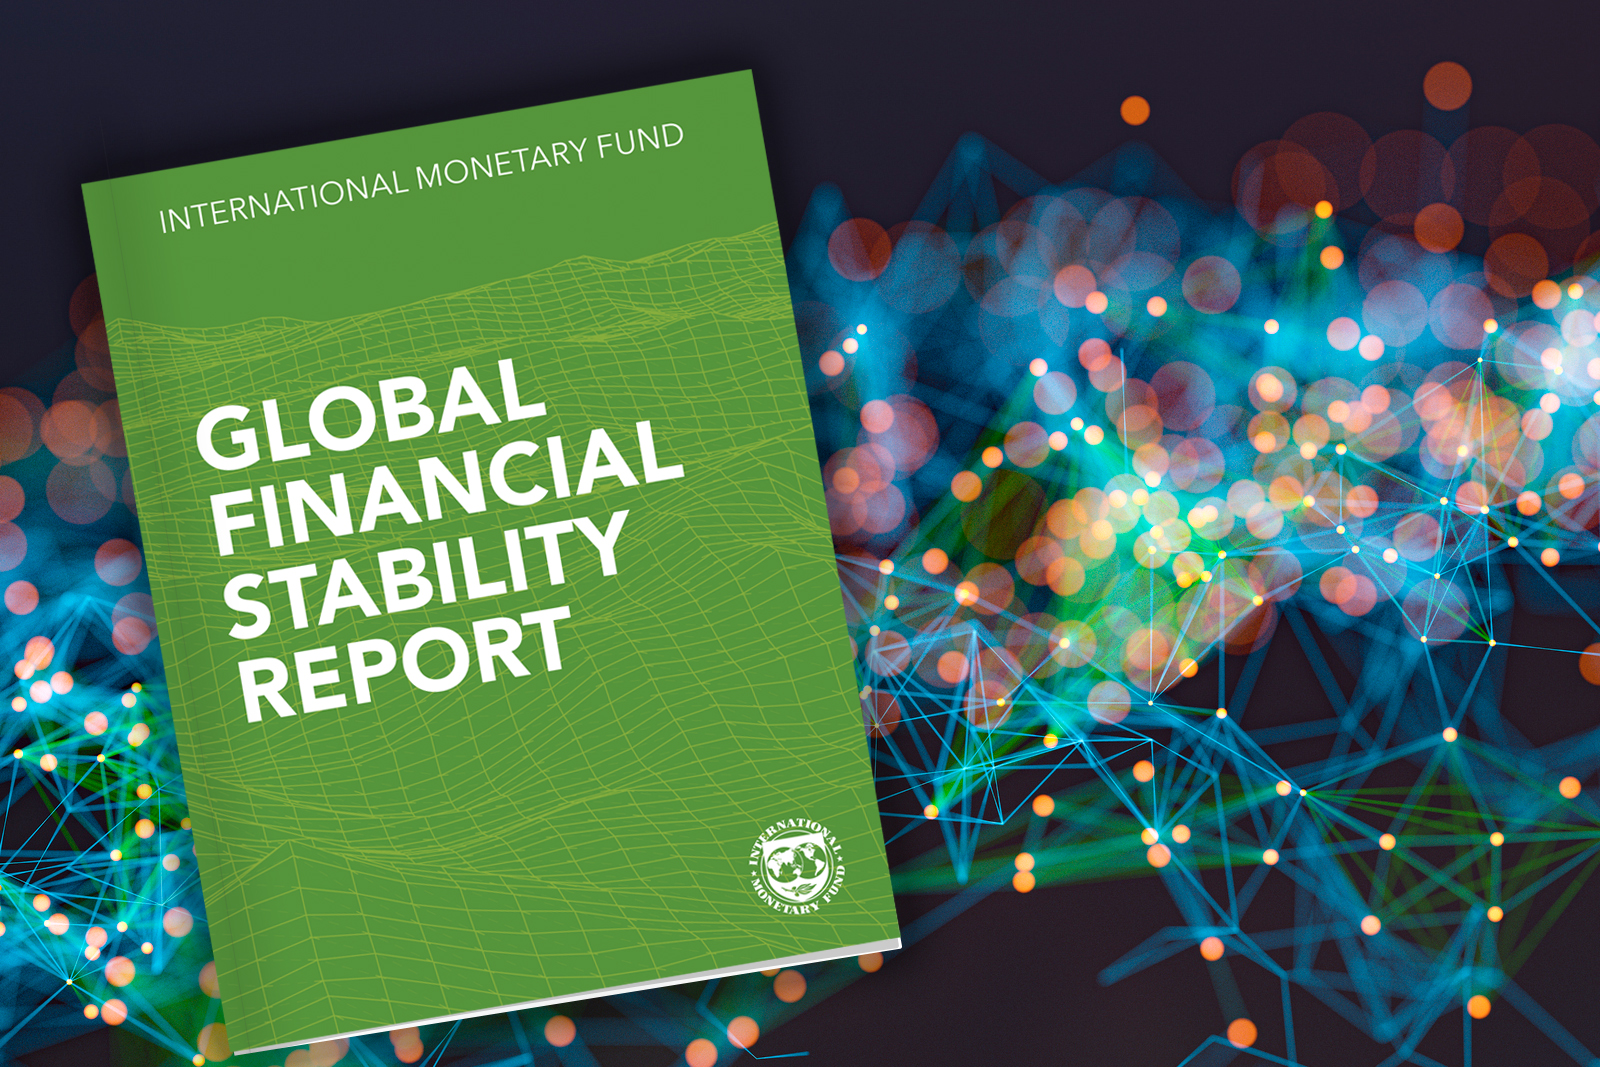 INTERNATIONAL MONETARY FUND
GLOBAL
FINANCIAL
STABILITY
REPORT
INTERNATIONAL
MONETARY FUND